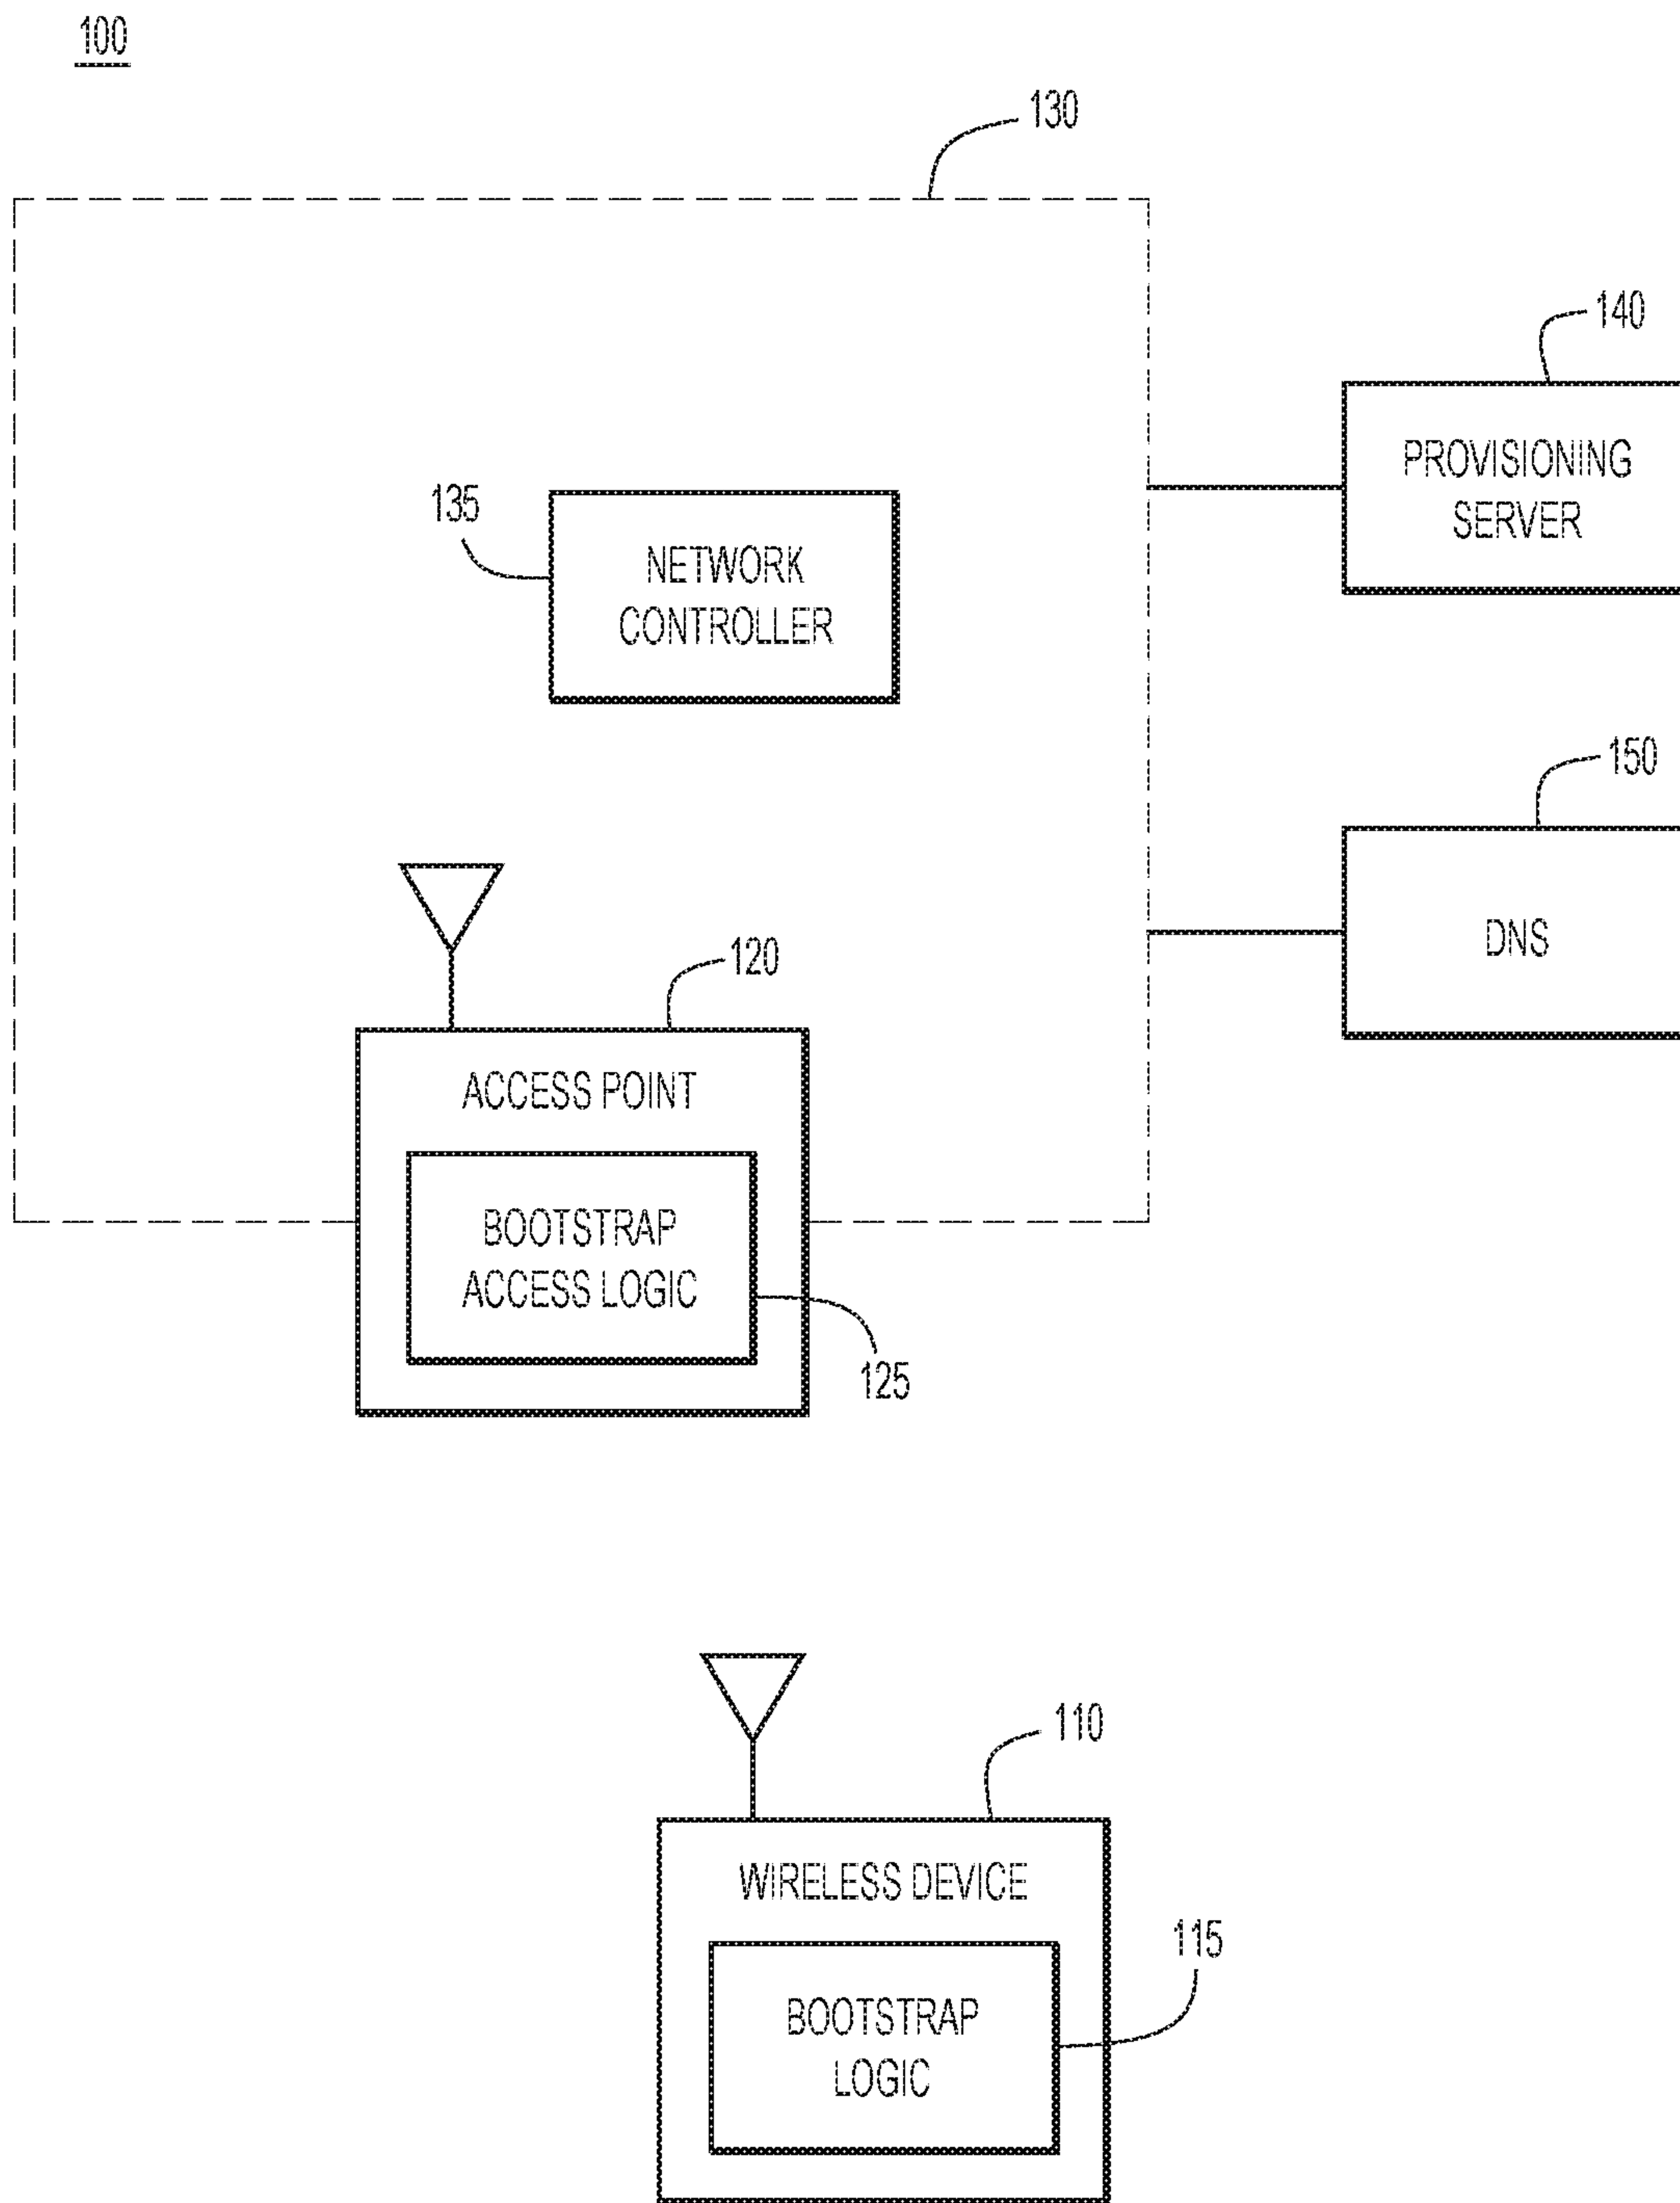 100
130
140
PROVISIONING
SERVER
135
NETWORK
CONTROLLER
150
DNS
120
ACCESS POINT
BOOTSTRAP
ACCESS LOGIC
125
110
WIRELESS DEVICE
115
BOOTSTRAP
LOGIC